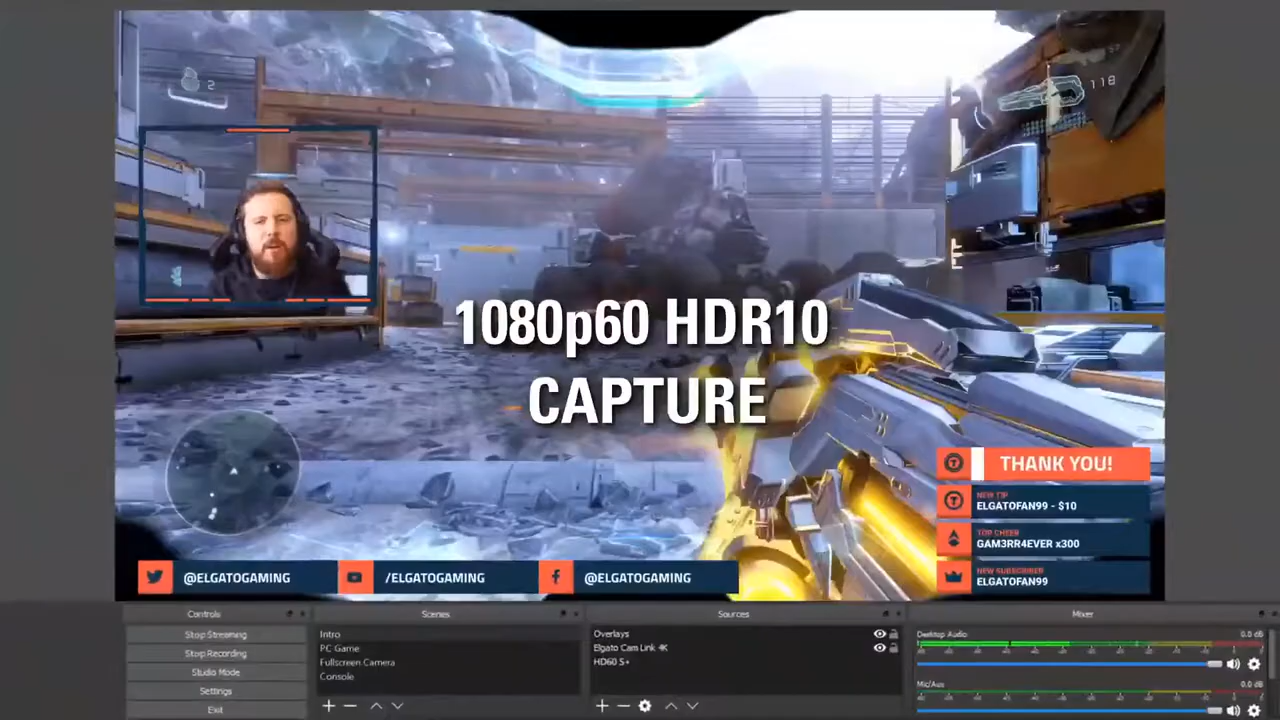 2
118
1080p60 HDR10
CAPTURE
THANK YOU!
NEW TIP
ELGATOFAN99 - $10
TOP CHEER
GAM3RR4EVER x300
NEW SUBSCRIBER
ELGATOFAN99
@ELGATOGAMING
/ELGATOGAMING
@ELGATOGAMING
Controls
Stop Streaming
Stop Recording
Studio Mode
Settings
Exit
Scenes
Intro
PC Game
Fullscreen Camera
Console
Sources
Overlays
Elgato Cam Link 4K
HD60 S+
Mixer
Desktop Audio
0.0 dB
Mic/Aux
0.0 dB